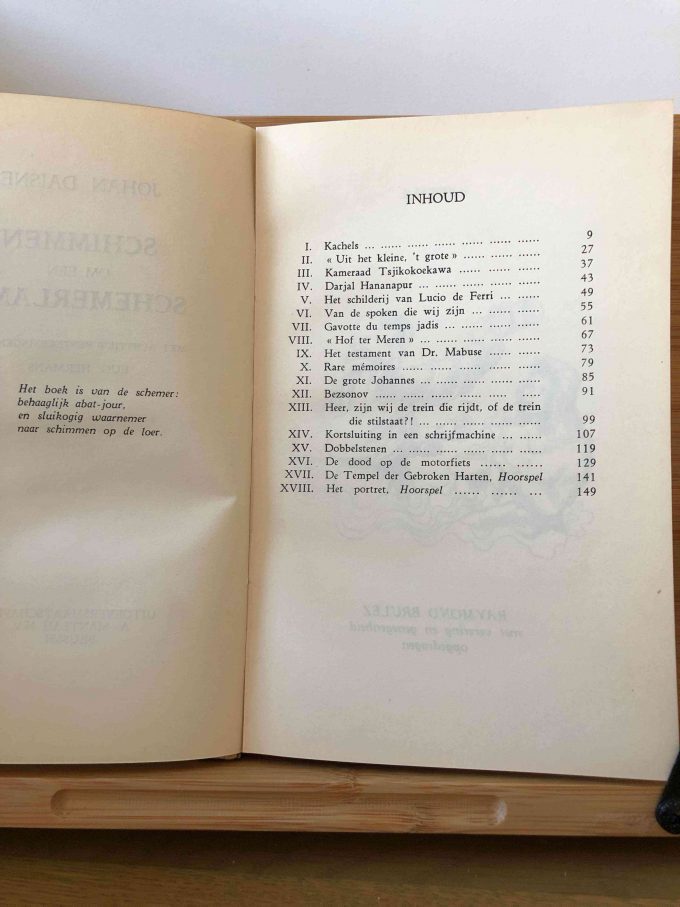 Het boek is van de schemer:
behaaglijk abat-jour,
en sluikogig waarnemer
naar schimmen op de loer.
INHOUD
I. Kachels ... ...... ...... ...... ...... ...... 9
II. « Uit het kleine, 't grote » ...... ...... ...... 27
III. Kameraad Tsjikokoekawa ...... ...... ...... 37
IV. Darjal Hananapur ... ...... ...... ...... ...... 43
V. Het schilderij van Lucio de Ferri ... ...... 49
VI. Van de spoken die wij zijn ... ...... ...... 55
VII. Gavotte du temps jadis ... ...... ...... ...... 61
VIII. « Hof ter Meren » ... ...... ...... ...... ...... 67
IX. Het testament van Dr. Mabuse ...... ...... 73
X. Rare mémoires ... ...... ...... ...... ...... 79
XI. De grote Johannes ... ...... ...... ...... ...... 85
XII. Bezsonov ... ...... ...... ...... ..... ..... 91
XIII. Heer, zijn wij de trein die rijdt, of de trein
die stilstaat?! ... ...... ...... ...... 99
XIV. Kortsluiting in een schrijfmachine ... ...... 107
XV. Dobbelstenen ... ...... ...... ...... ...... 119
XVI. De dood op de motorfiets ...... ...... 129
XVII. De Tempel der Gebroken Harten, Hoorspel 141
XVIII. Het portret, Hoorspel ...... ...... ... 149